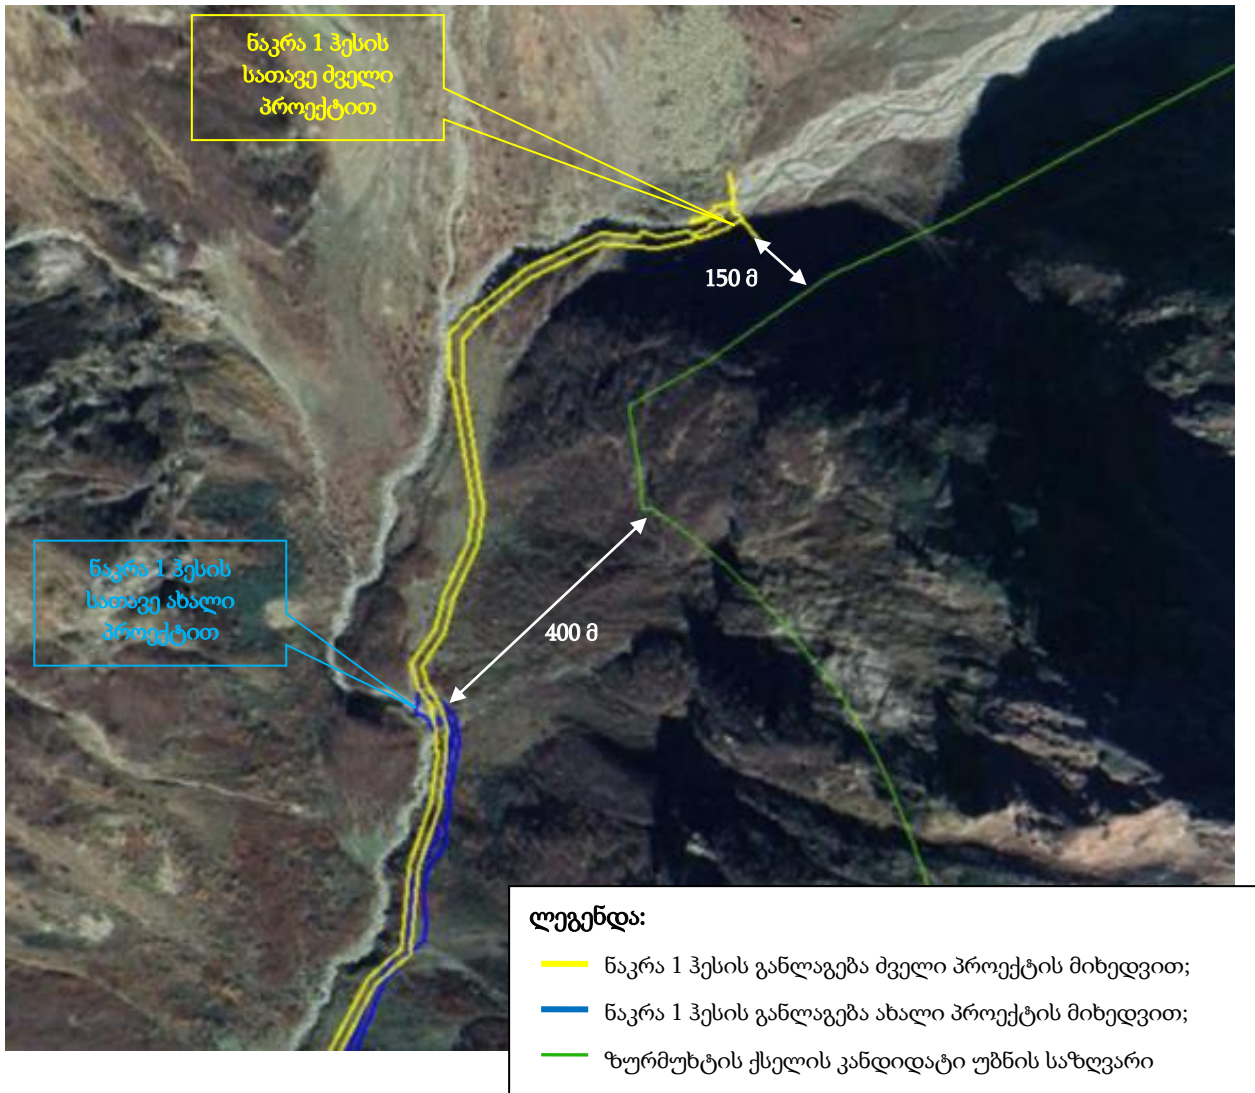 ნაკრა 1 ჰესის
სათავე ძველი
პროექტით
150 მ
ნაკრა 1 ჰესის
სათავე ახალი
პროექტით
400 მ
ლეგენდა:
ნაკრა 1 ჰესის განლაგება ძველი პროექტის მიხედვით;
ნაკრა 1 ჰესის განლაგება ახალი პროექტის მიხედვით;
ზურმუხტის ქსელის კანდიდატი უბნის საზღვარი